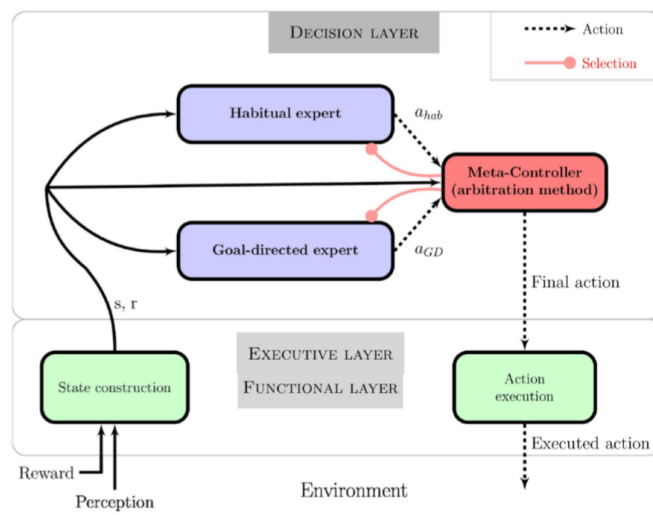 DECISION LAYER
Action
Selection
Habitual expert
a_hab
Meta-Controller
(arbitration method)
Goal-directed expert
a_GD
s, r
Final action
EXECUTIVE LAYER
FUNCTIONAL LAYER
State construction
Action
execution
Reward
Perception
Executed action
Environment